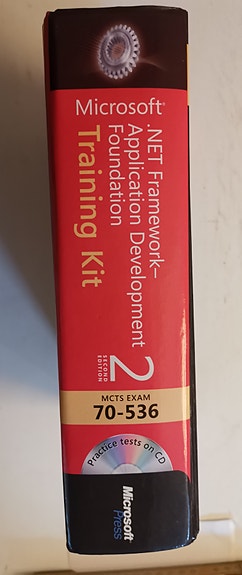 Microsoft®
.NET Framework–
Application Development
Foundation
Training Kit
2
SECOND
EDITION
MCTS EXAM
70-536
Practice tests on CD
Microsoft
Press